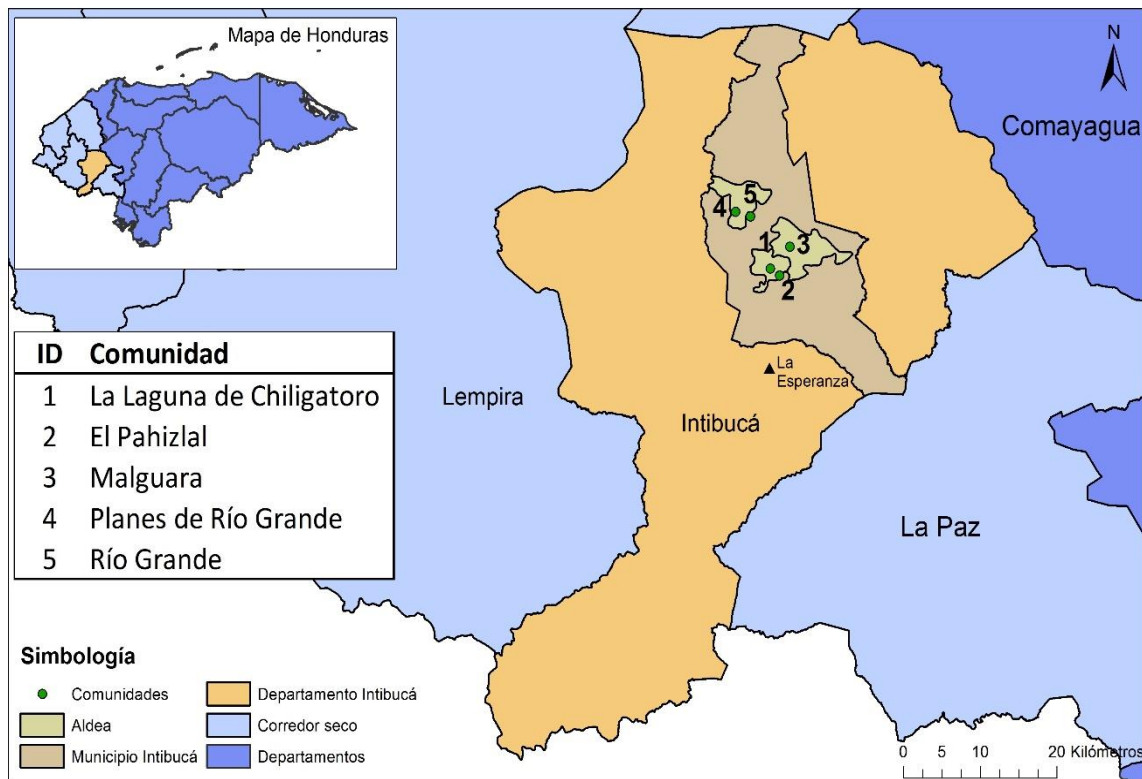 Mapa de Honduras
N
Comayagua
5
4
1
3
2
La
Esperanza
Lempira
Intibucá
La Paz
ID Comunidad
1 La Laguna de Chiligatoro
2 El Pahizlal
3 Malguara
4 Planes de Río Grande
5 Río Grande
Simbología
Comunidades
Departamento Intibucá
Aldea
Corredor seco
Municipio Intibucá
Departamentos
0 5 10 20 Kilómetros